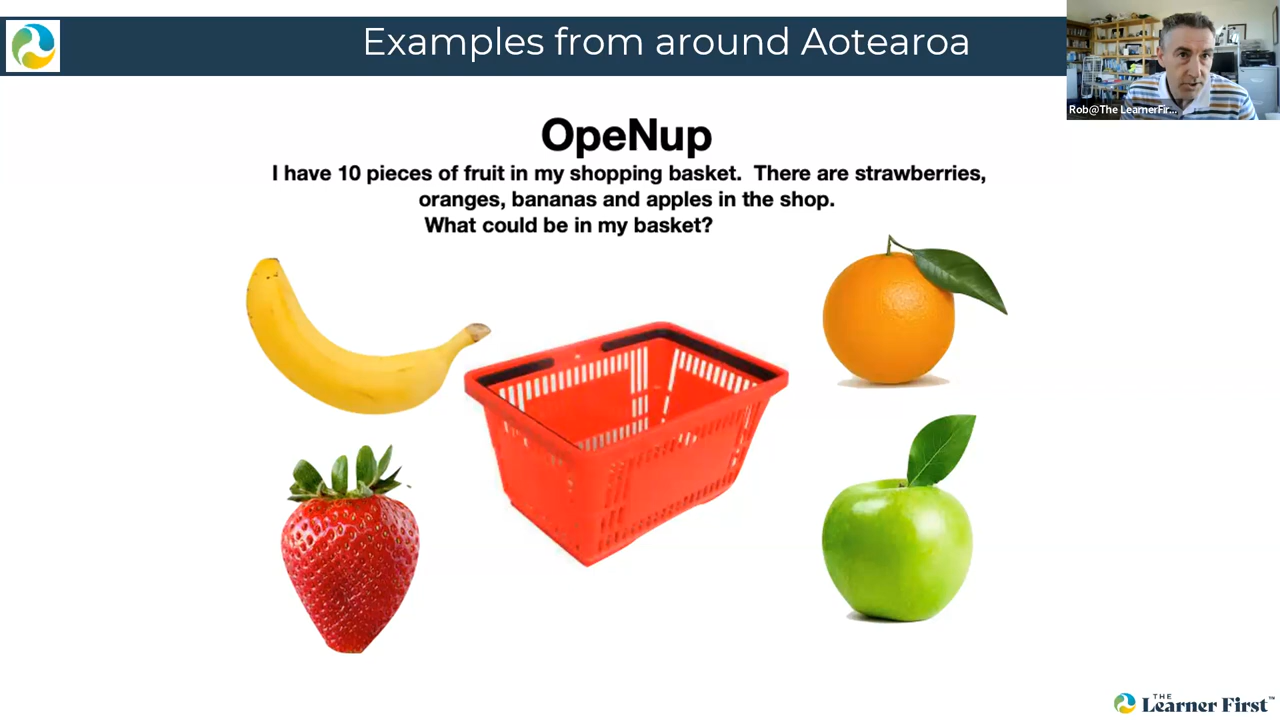 Examples from around Aotearoa
Rob@The LearnerFir...
OpeNup
I have 10 pieces of fruit in my shopping basket. There are strawberries,
oranges, bananas and apples in the shop.
What could be in my basket?
THE
Learner First™